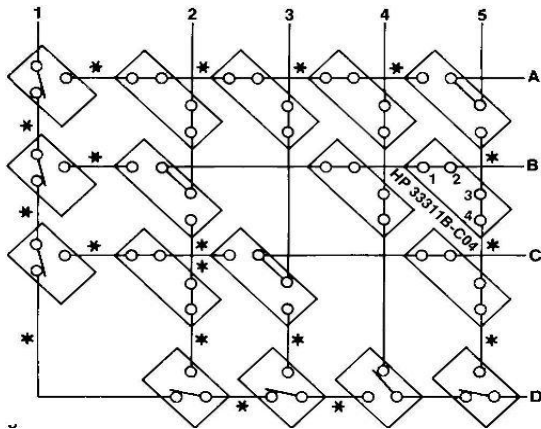 1 2 3 4 5
* * * * A
* * B
HP 33311B-C04
1 2
3
4
* * * * C
*
* * * *
* * D